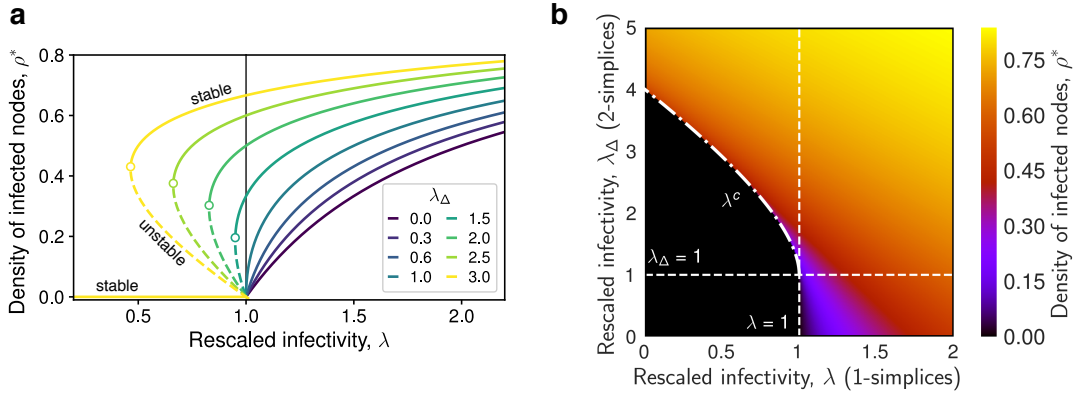 a
Density of infected nodes, ρ*
0.8
0.6
0.4
0.2
0.0
stable
unstable
stable
λ_Δ
0.0 1.5
0.3 2.0
0.6 2.5
1.0 3.0
0.5 1.0 1.5 2.0
Rescaled infectivity, λ
b
Rescaled infectivity, λ_Δ (2-simplices)
5
4
3
2
1
0
λ^c
λ_Δ = 1
λ = 1
0 0.5 1 1.5 2
Rescaled infectivity, λ (1-simplices)
0.75
0.60
0.45
0.30
0.15
0.00
Density of infected nodes, ρ*